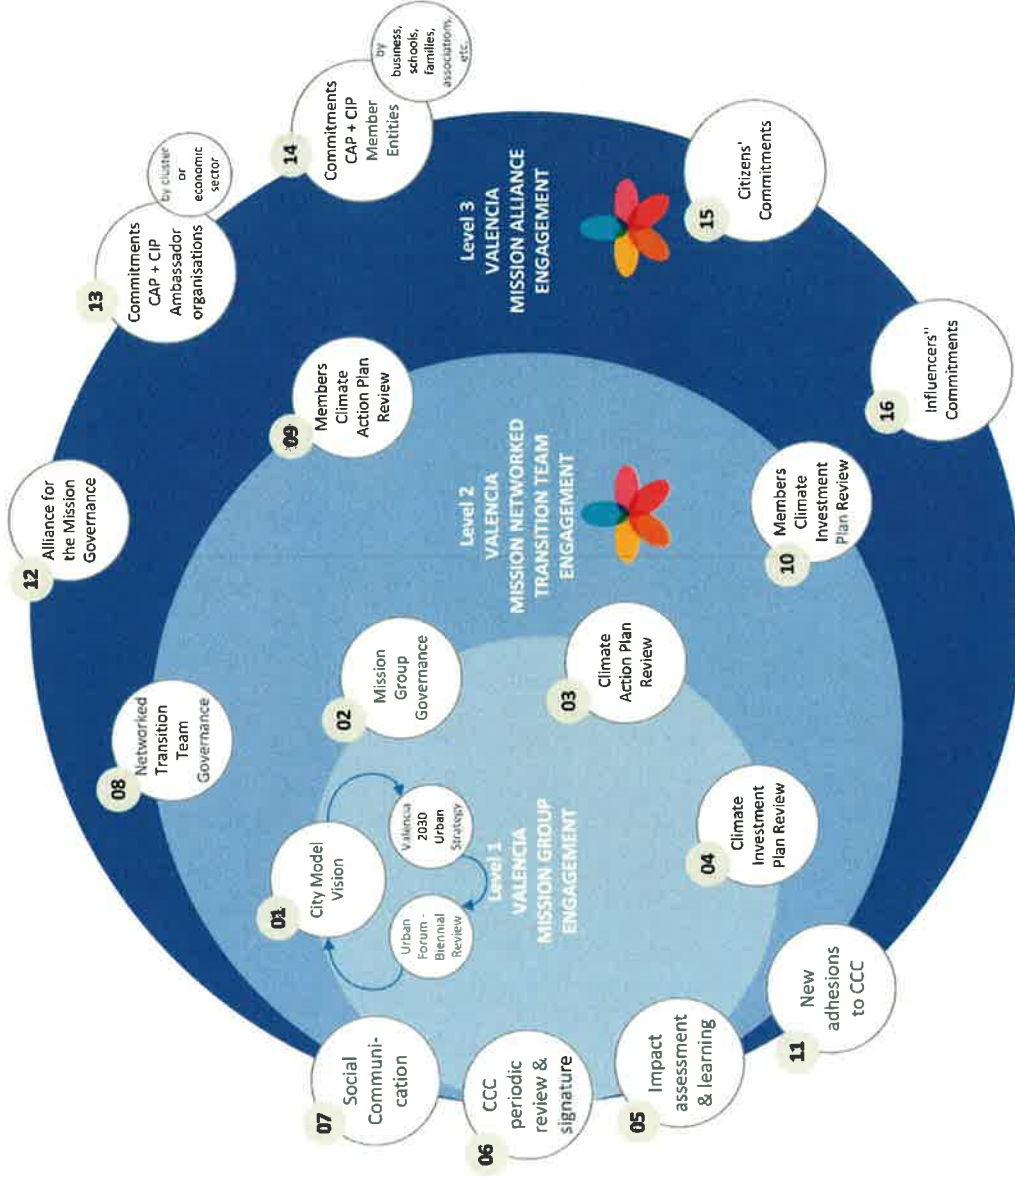 01
City Model
Vision
Valencia
2030
Urban
Strategy
Urban
Forum -
Biennial
Review
Level 1
VALENCIA
MISSION GROUP
ENGAGEMENT
02
Mission
Group
Governance
03
Climate
Action Plan
Review
04
Climate
Investment
Plan Review
05
Impact
assessment
& learning
06
CCC
periodic
review &
signature
07
Social
Communi-
cation
08
Networked
Transition
Team
Governance
Level 2
VALENCIA
MISSION NETWORKED
TRANSITION TEAM
ENGAGEMENT
09
Members
Climate
Action Plan
Review
10
Members
Climate
Investment
Plan Review
11
New
adhesions
to CCC
12
Alliance for
the Mission
Governance
Level 3
VALENCIA
MISSION ALLIANCE
ENGAGEMENT
13
Commitments
CAP + CIP
Ambassador
organisations
by cluster
or
economic
sector
14
Commitments
CAP + CIP
Member
Entities
by
business,
schools,
families,
associations,
etc.
15
Citizens'
Commitments
16
Influencers"
Commitments